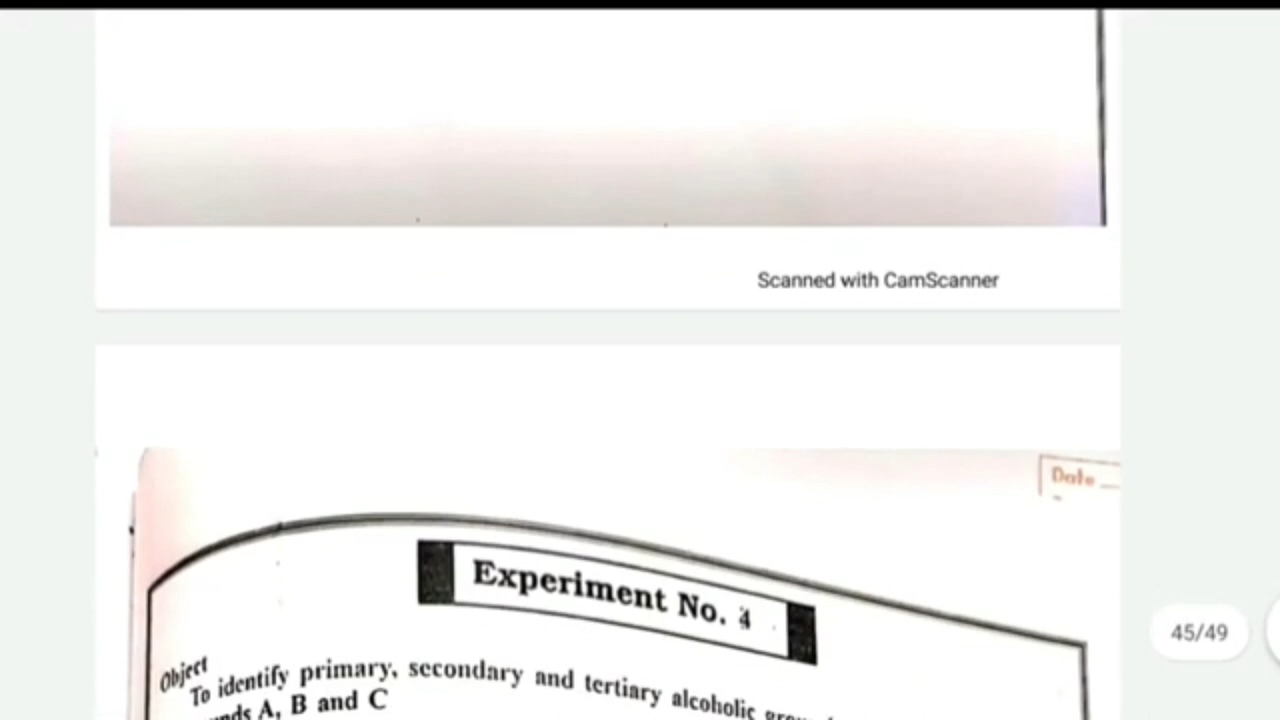 Scanned with CamScanner
Date
Experiment No. 4
Object
To identify primary, secondary and tertiary alcoholic
A, B and C
45/49